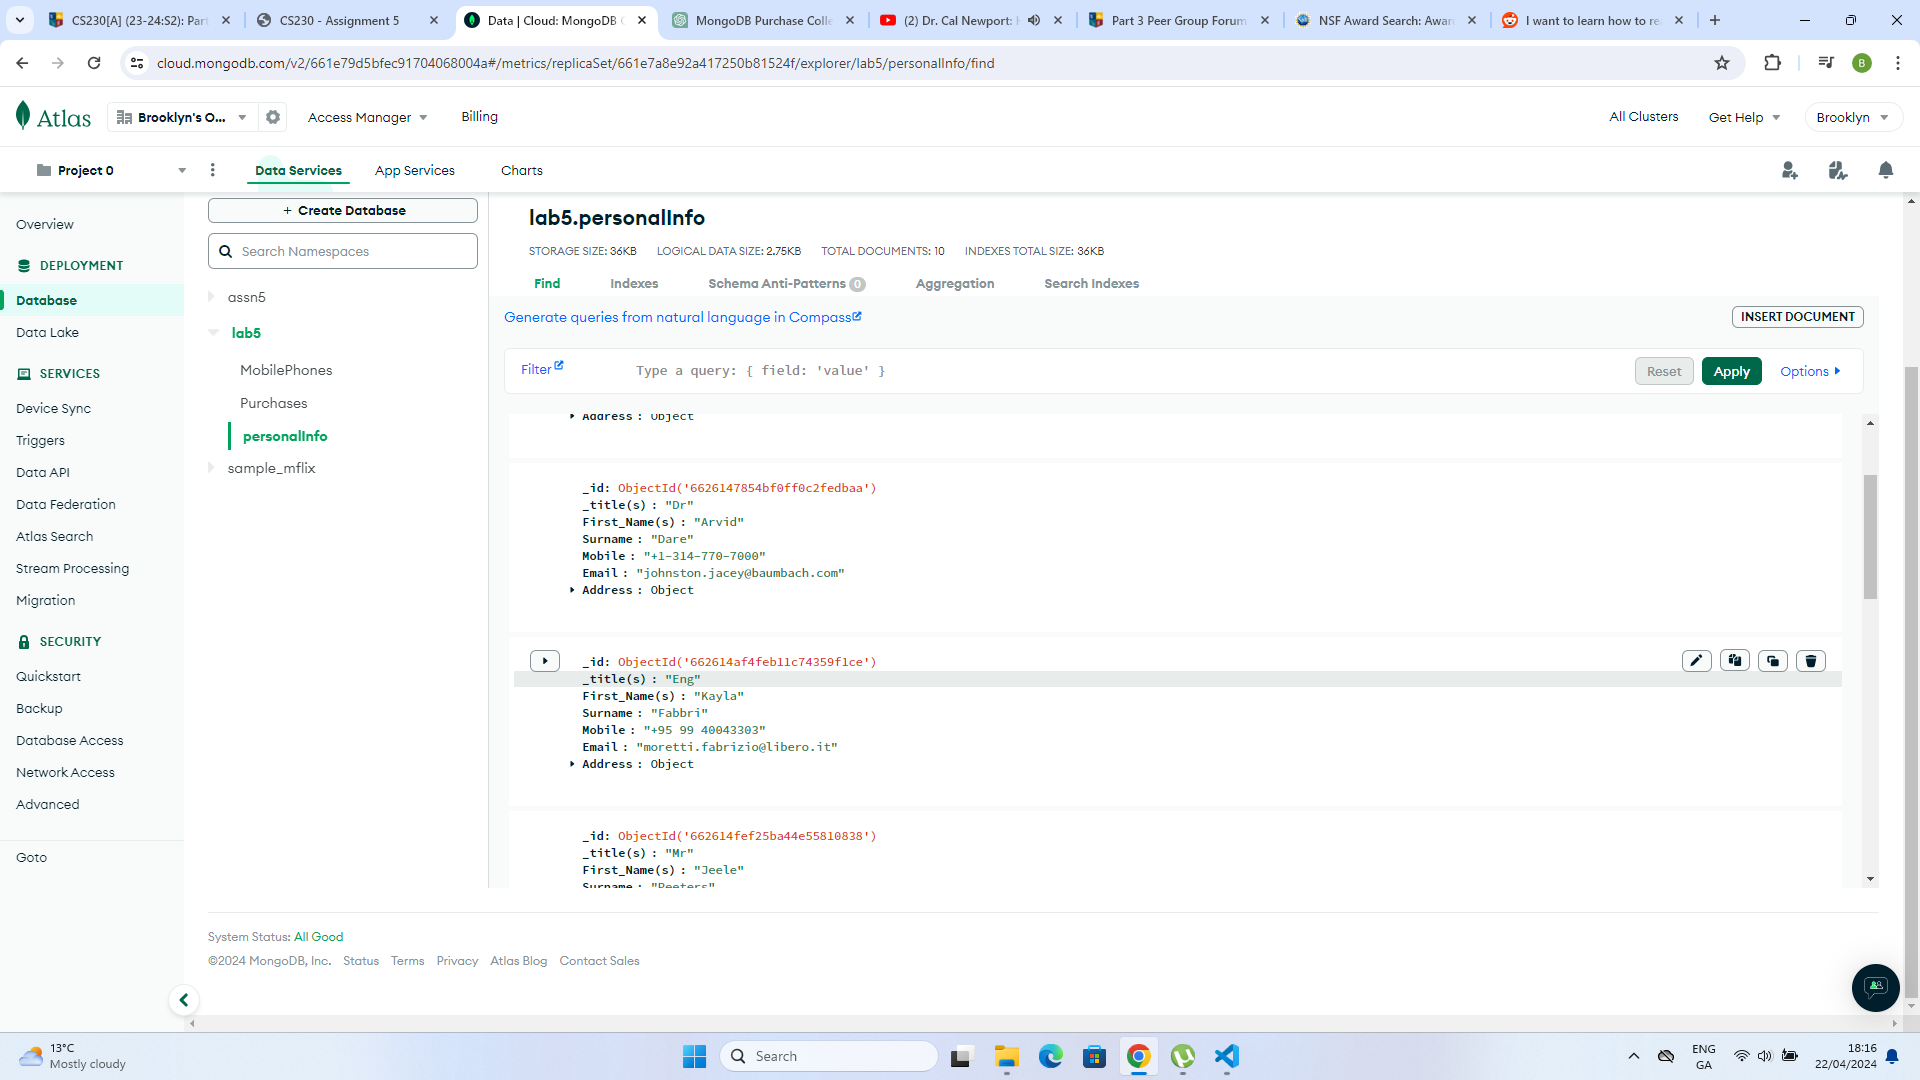 CS230[A] (23-24:S2): Part
CS230 - Assignment 5
Data | Cloud: MongoDB C
MongoDB Purchase Colle
(2) Dr. Cal Newport: H
Part 3 Peer Group Forum
NSF Award Search: Awar
I want to learn how to re
cloud.mongodb.com/v2/661e79d5bfec91704068004a#/metrics/replicaSet/661e7a8e92a417250b81524f/explorer/lab5/personalInfo/find
B
Atlas
Brooklyn's O...
Access Manager
Billing
All Clusters
Get Help
Brooklyn
Project 0
Data Services
App Services
Charts
Overview
DEPLOYMENT
Database
Data Lake
SERVICES
Device Sync
Triggers
Data API
Data Federation
Atlas Search
Stream Processing
Migration
SECURITY
Quickstart
Backup
Database Access
Network Access
Advanced
Goto
+ Create Database
Search Namespaces
assn5
lab5
MobilePhones
Purchases
personalInfo
sample_mflix
lab5.personalInfo
STORAGE SIZE: 36KB LOGICAL DATA SIZE: 2.75KB TOTAL DOCUMENTS: 10 INDEXES TOTAL SIZE: 36KB
Find
Indexes
Schema Anti-Patterns 0
Aggregation
Search Indexes
Generate queries from natural language in Compass
INSERT DOCUMENT
Filter
Type a query: { field: 'value' }
Reset
Apply
Options
Address : Object
_id: ObjectId('6626147854bf0ff0c2fedbaa')
_title(s) : "Dr"
First_Name(s) : "Arvid"
Surname : "Dare"
Mobile : "+1-314-770-7000"
Email : "johnston.jacey@baumbach.com"
Address : Object
_id: ObjectId('662614af4feb11c74359f1ce')
_title(s) : "Eng"
First_Name(s) : "Kayla"
Surname : "Fabbri"
Mobile : "+95 99 40043303"
Email : "moretti.fabrizio@libero.it"
Address : Object
_id: ObjectId('662614fef25ba44e55810838')
_title(s) : "Mr"
First_Name(s) : "Jeele"
Surname : "Peeters"
System Status: All Good
©2024 MongoDB, Inc. Status Terms Privacy Atlas Blog Contact Sales
13°C
Mostly cloudy
Search
ENG
GA
18:16
22/04/2024